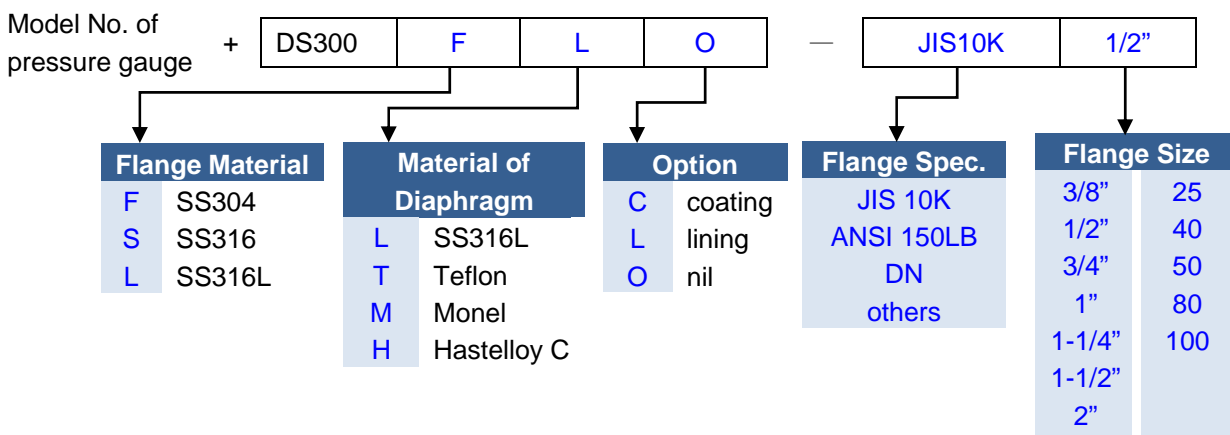 Model No. of
pressure gauge
+ DS300 F L O — JIS10K 1/2”
Flange Material
F SS304
S SS316
L SS316L
Material of
Diaphragm
L SS316L
T Teflon
M Monel
H Hastelloy C
Option
C coating
L lining
O nil
Flange Spec.
JIS 10K
ANSI 150LB
DN
others
Flange Size
3/8” 25
1/2” 40
3/4” 50
1” 80
1-1/4” 100
1-1/2”
2”